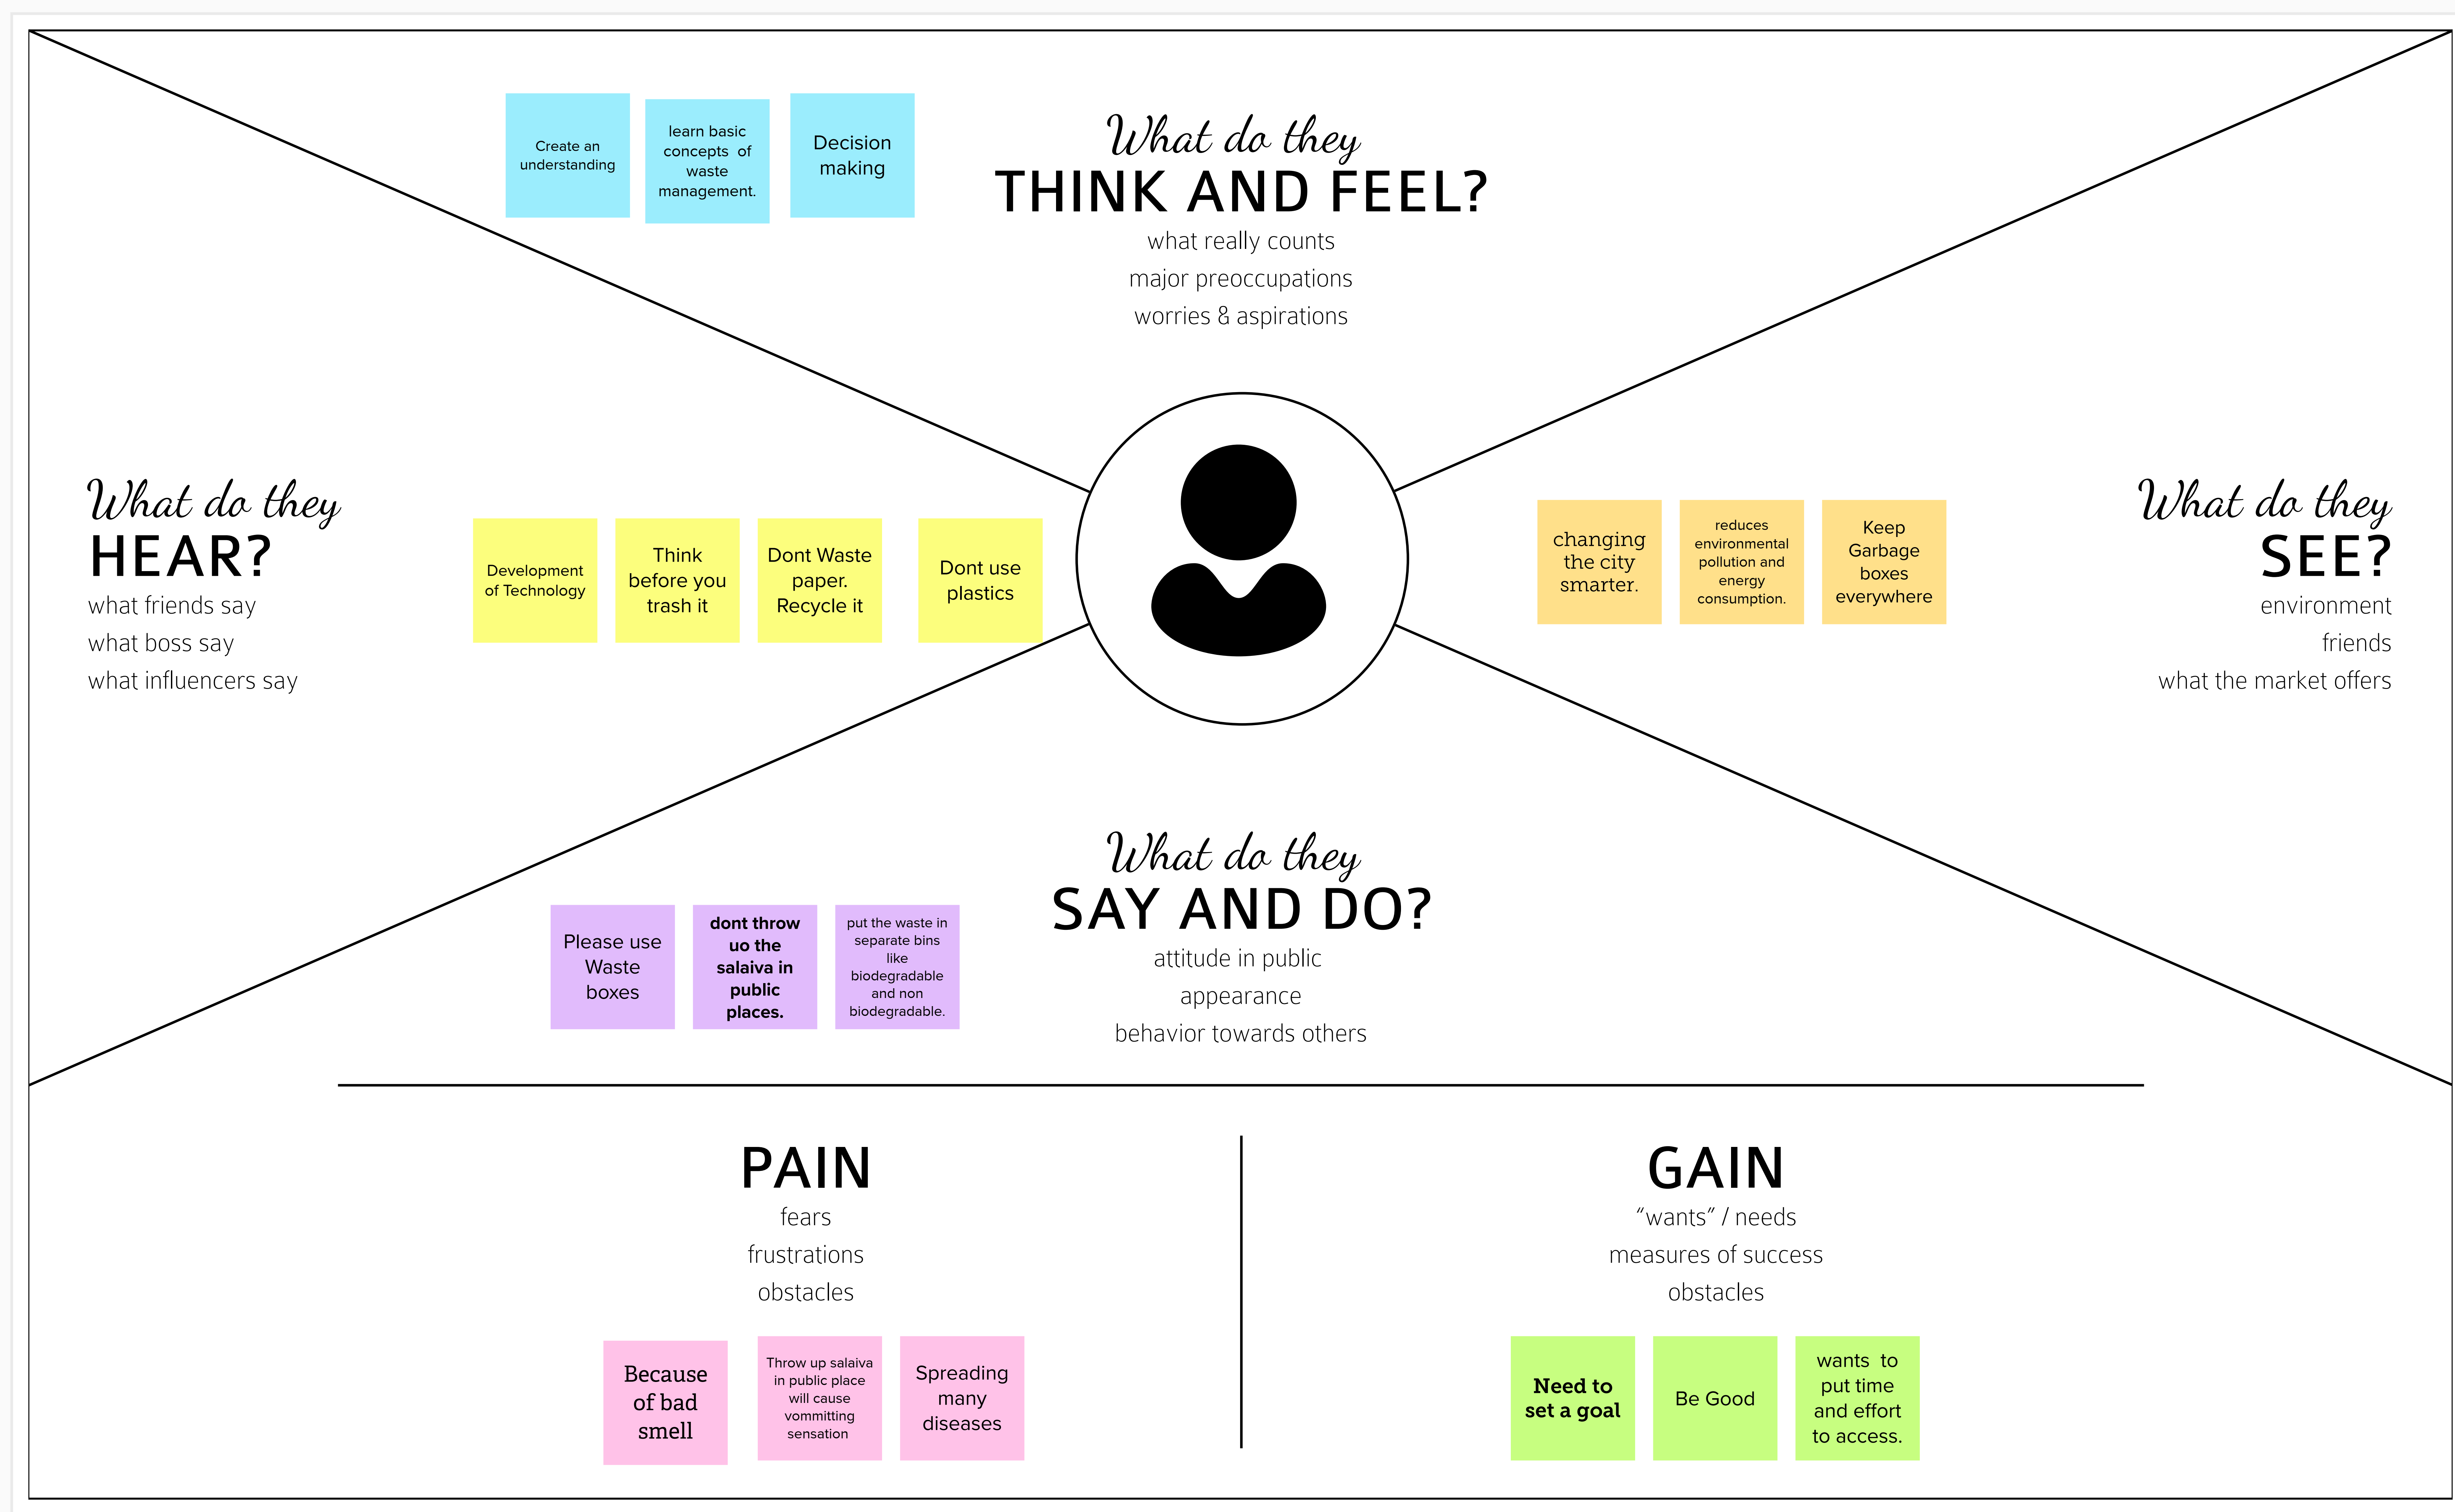 Create an
understanding
learn basic
concepts of
waste
management.
Decision
making
What do they
THINK AND FEEL?
what really counts
major preoccupations
worries & aspirations
What do they
HEAR?
what friends say
what boss say
what influencers say
Development
of Technology
Think
before you
trash it
Dont Waste
paper.
Recycle it
Dont use
plastics
changing
the city
smarter.
reduces
environmental
pollution and
energy
consumption.
Keep
Garbage
boxes
everywhere
What do they
SEE?
environment
friends
what the market offers
What do they
SAY AND DO?
attitude in public
appearance
behavior towards others
Please use
Waste
boxes
dont throw
uo the
salaiva in
public
places.
put the waste in
separate bins
like
biodegradable
and non
biodegradable.
PAIN
fears
frustrations
obstacles
Because
of bad
smell
Throw up salaiva
in public place
will cause
vommitting
sensation
Spreading
many
diseases
GAIN
“wants” / needs
measures of success
obstacles
Need to
set a goal
Be Good
wants to
put time
and effort
to access.